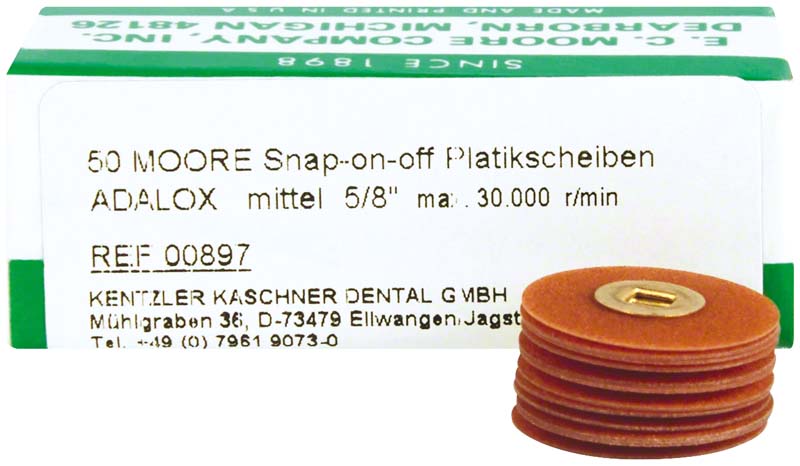 MADE AND PRINTED IN U.S.A
E. C. MOORE COMPANY, INC.
DEARBORN, MICHIGAN 48126
SINCE 1898
50 MOORE Snap-on-off Platikscheiben
ADALOX mittel 5/8" max. 30.000 r/min
REF 00897
KENTZLER KASCHNER DENTAL GMBH
Mühlgraben 36, D-73479 Ellwangen/Jagst
Tel. +49 (0) 7961 9073-0